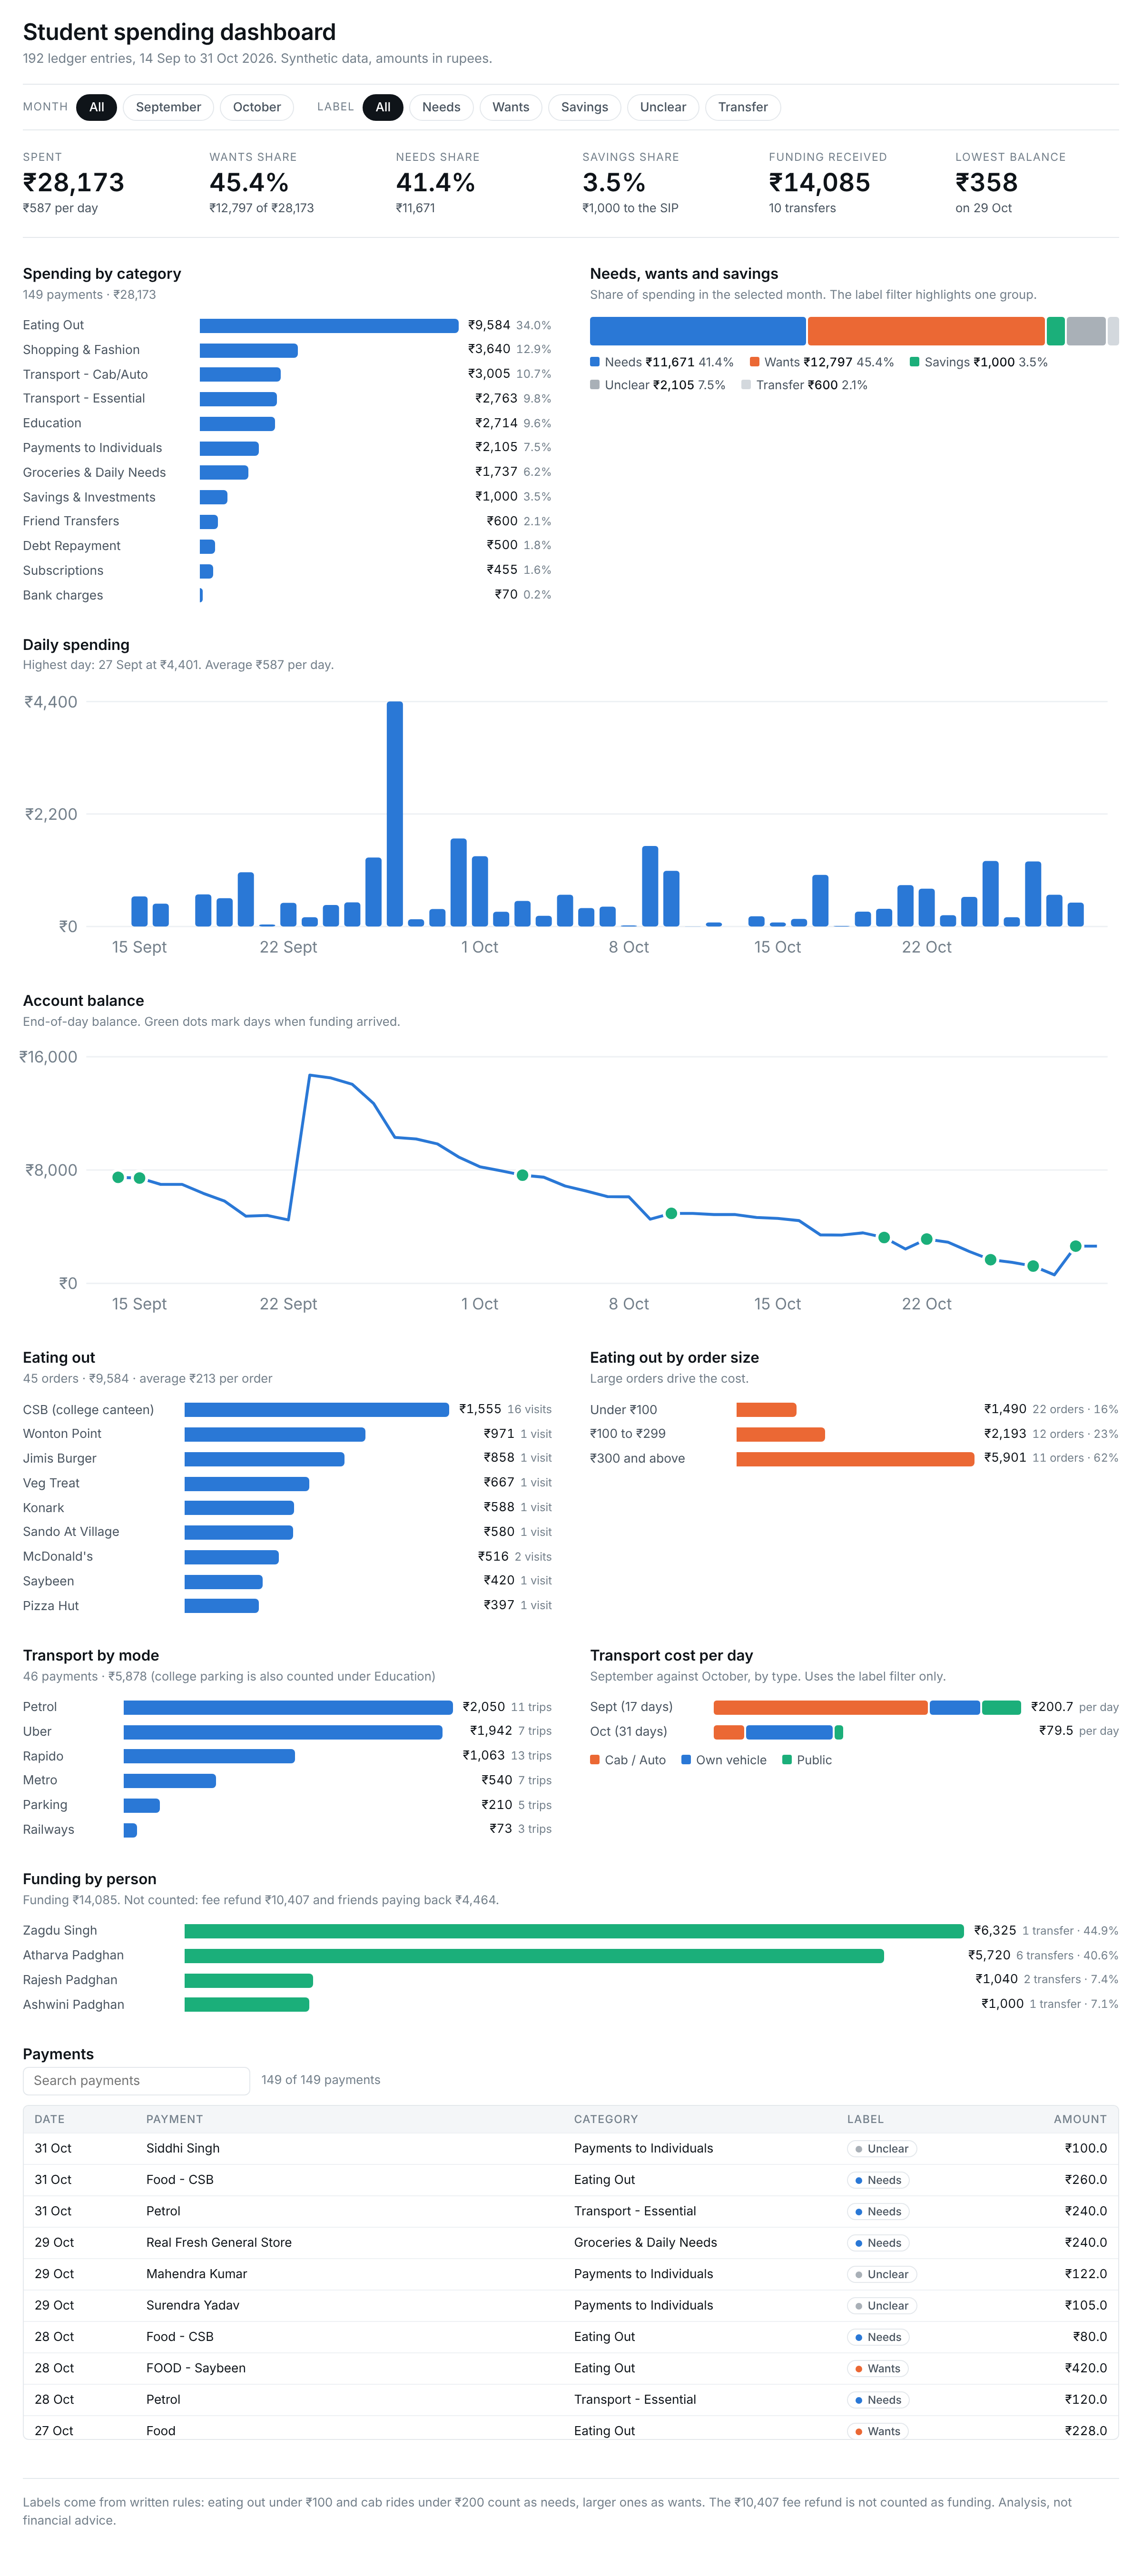 Student spending dashboard
192 ledger entries, 14 Sep to 31 Oct 2026. Synthetic data, amounts in rupees.
MONTH All September October LABEL All Needs Wants Savings Unclear Transfer
SPENT WANTS SHARE NEEDS SHARE SAVINGS SHARE FUNDING RECEIVED LOWEST BALANCE
₹28,173 45.4% 41.4% 3.5% ₹14,085 ₹358
₹587 per day ₹12,797 of ₹28,173 ₹11,671 ₹1,000 to the SIP 10 transfers on 29 Oct
Spending by category
149 payments · ₹28,173
Eating Out ₹9,584 34.0%
Shopping & Fashion ₹3,640 12.9%
Transport - Cab/Auto ₹3,005 10.7%
Transport - Essential ₹2,763 9.8%
Education ₹2,714 9.6%
Payments to Individuals ₹2,105 7.5%
Groceries & Daily Needs ₹1,737 6.2%
Savings & Investments ₹1,000 3.5%
Friend Transfers ₹600 2.1%
Debt Repayment ₹500 1.8%
Subscriptions ₹455 1.6%
Bank charges ₹70 0.2%
Needs, wants and savings
Share of spending in the selected month. The label filter highlights one group.
Needs ₹11,671 41.4% Wants ₹12,797 45.4% Savings ₹1,000 3.5%
Unclear ₹2,105 7.5% Transfer ₹600 2.1%
Daily spending
Highest day: 27 Sept at ₹4,401. Average ₹587 per day.
₹4,400
₹2,200
₹0
15 Sept 22 Sept 1 Oct 8 Oct 15 Oct 22 Oct
Account balance
End-of-day balance. Green dots mark days when funding arrived.
₹16,000
₹8,000
₹0
15 Sept 22 Sept 1 Oct 8 Oct 15 Oct 22 Oct
Eating out
45 orders · ₹9,584 · average ₹213 per order
CSB (college canteen) ₹1,555 16 visits
Wonton Point ₹971 1 visit
Jimis Burger ₹858 1 visit
Veg Treat ₹667 1 visit
Konark ₹588 1 visit
Sando At Village ₹580 1 visit
McDonald's ₹516 2 visits
Saybeen ₹420 1 visit
Pizza Hut ₹397 1 visit
Eating out by order size
Large orders drive the cost.
Under ₹100 ₹1,490 22 orders · 16%
₹100 to ₹299 ₹2,193 12 orders · 23%
₹300 and above ₹5,901 11 orders · 62%
Transport by mode
46 payments · ₹5,878 (college parking is also counted under Education)
Petrol ₹2,050 11 trips
Uber ₹1,942 7 trips
Rapido ₹1,063 13 trips
Metro ₹540 7 trips
Parking ₹210 5 trips
Railways ₹73 3 trips
Transport cost per day
September against October, by type. Uses the label filter only.
Sept (17 days) ₹200.7 per day
Oct (31 days) ₹79.5 per day
Cab / Auto Own vehicle Public
Funding by person
Funding ₹14,085. Not counted: fee refund ₹10,407 and friends paying back ₹4,464.
Zagdu Singh ₹6,325 1 transfer · 44.9%
Atharva Padghan ₹5,720 6 transfers · 40.6%
Rajesh Padghan ₹1,040 2 transfers · 7.4%
Ashwini Padghan ₹1,000 1 transfer · 7.1%
Payments
Search payments 149 of 149 payments
DATE PAYMENT CATEGORY LABEL AMOUNT
31 Oct Siddhi Singh Payments to Individuals Unclear ₹100.0
31 Oct Food - CSB Eating Out Needs ₹260.0
31 Oct Petrol Transport - Essential Needs ₹240.0
29 Oct Real Fresh General Store Groceries & Daily Needs Needs ₹240.0
29 Oct Mahendra Kumar Payments to Individuals Unclear ₹122.0
29 Oct Surendra Yadav Payments to Individuals Unclear ₹105.0
28 Oct Food - CSB Eating Out Needs ₹80.0
28 Oct FOOD - Saybeen Eating Out Wants ₹420.0
28 Oct Petrol Transport - Essential Needs ₹120.0
27 Oct Food Eating Out Wants ₹228.0
Labels come from written rules: eating out under ₹100 and cab rides under ₹200 count as needs, larger ones as wants. The ₹10,407 fee refund is not counted as funding. Analysis, not
financial advice.